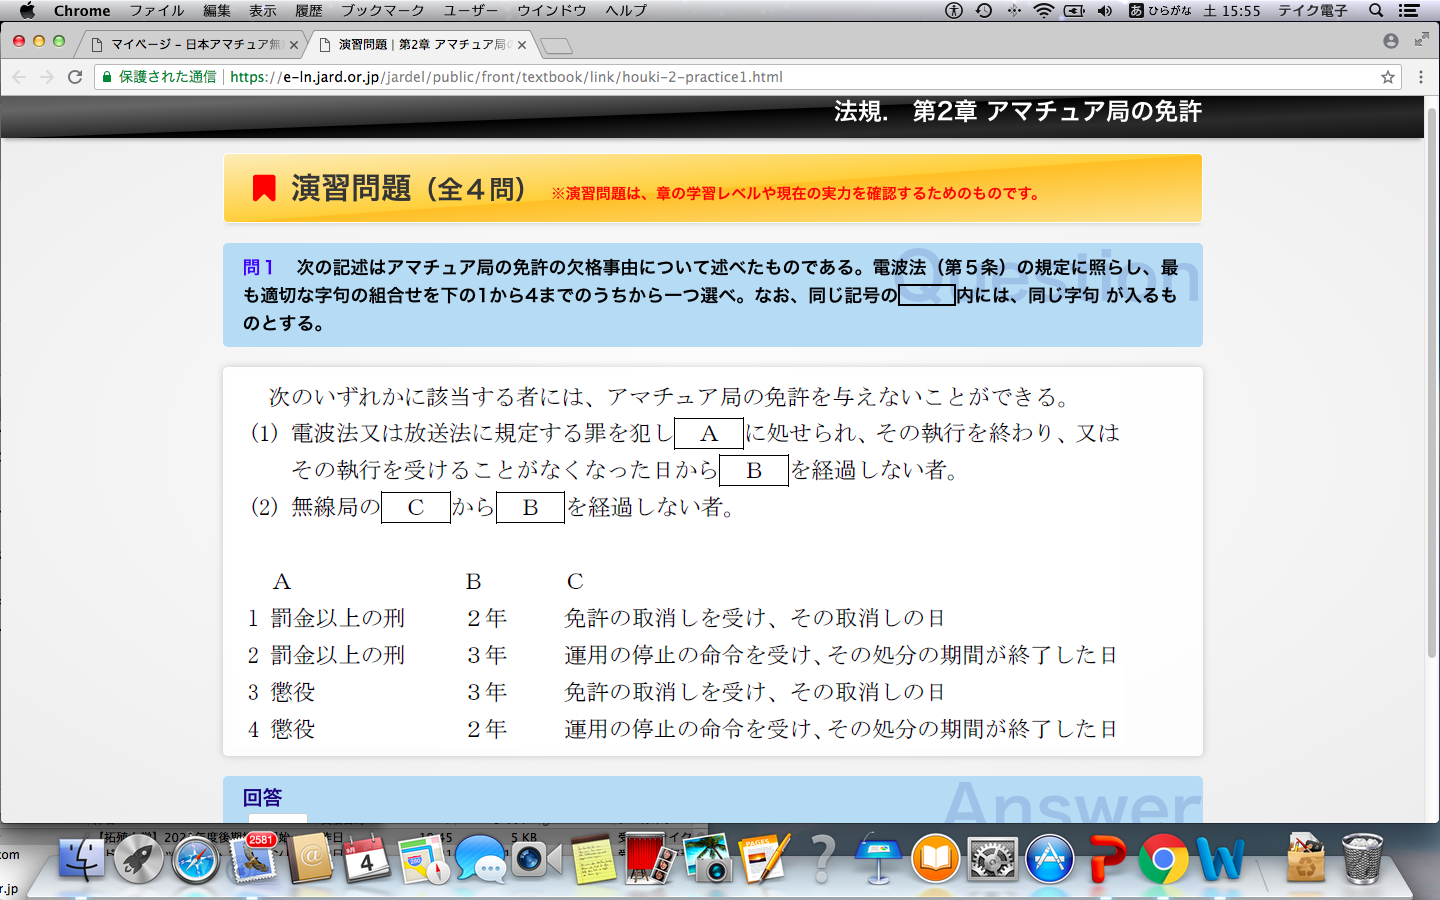 Chrome ファイル 編集 表示 履歴 ブックマーク ユーザー ウインドウ ヘルプ あ ひらがな 土 15:55 テイク電子
マイページ - 日本アマチュア無
演習問題 | 第2章 アマチュア局の
保護された通信 https://e-ln.jard.or.jp/jardel/public/front/textbook/link/houki-2-practice1.html
法規. 第2章 アマチュア局の免許
演習問題（全４問） ※演習問題は、章の学習レベルや現在の実力を確認するためのものです。
Question
問１ 次の記述はアマチュア局の免許の欠格事由について述べたものである。電波法（第５条）の規定に照らし、最
も適切な字句の組合せを下の1から4までのうちから一つ選べ。なお、同じ記号の 内には、同じ字句 が入るも
のとする。
次のいずれかに該当する者には、アマチュア局の免許を与えないことができる。
(1) 電波法又は放送法に規定する罪を犯し A に処せられ、その執行を終わり、又は
その執行を受けることがなくなった日から B を経過しない者。
(2) 無線局の C から B を経過しない者。
A B C
1 罰金以上の刑 ２年 免許の取消しを受け、その取消しの日
2 罰金以上の刑 ３年 運用の停止の命令を受け、その処分の期間が終了した日
3 懲役 ３年 免許の取消しを受け、その取消しの日
4 懲役 ２年 運用の停止の命令を受け、その処分の期間が終了した日
回答
Answer
5 KB
com
r.jp
2581
4
280
PAGES